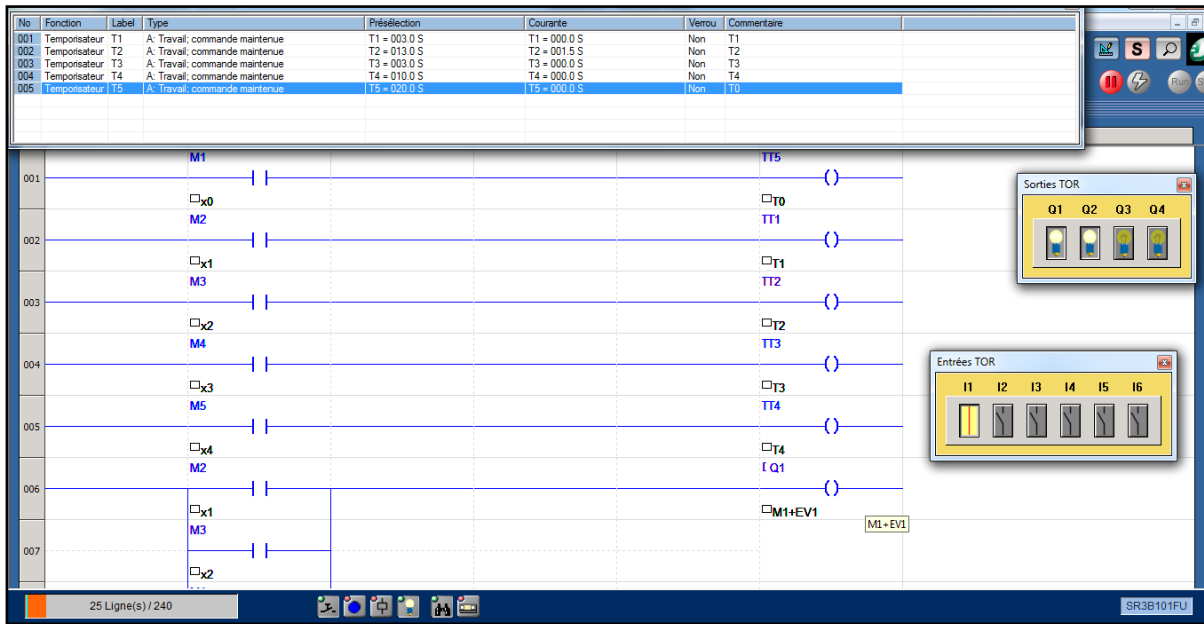 No Fonction Label Type Présélection Courante Verrou Commentaire
001 Temporisateur T1 A: Travail; commande maintenue T1 = 003.0 S T1 = 000.0 S Non T1
002 Temporisateur T2 A: Travail; commande maintenue T2 = 013.0 S T2 = 001.5 S Non T2
003 Temporisateur T3 A: Travail; commande maintenue T3 = 003.0 S T3 = 000.0 S Non T3
004 Temporisateur T4 A: Travail; commande maintenue T4 = 010.0 S T4 = 000.0 S Non T4
005 Temporisateur T5 A: Travail; commande maintenue T5 = 020.0 S T5 = 000.0 S Non T0
S
Run
M1 TT5
001
x0 T0
M2 TT1
002
x1 T1
M3 TT2
003
x2 T2
M4 TT3
004
x3 T3
M5 TT4
005
x4 T4
M2 [ Q1
006
x1 M1+EV1
M1+EV1
M3
007
x2
Sorties TOR
Q1 Q2 Q3 Q4
Entrées TOR
I1 I2 I3 I4 I5 I6
25 Ligne(s) / 240
SR3B101FU